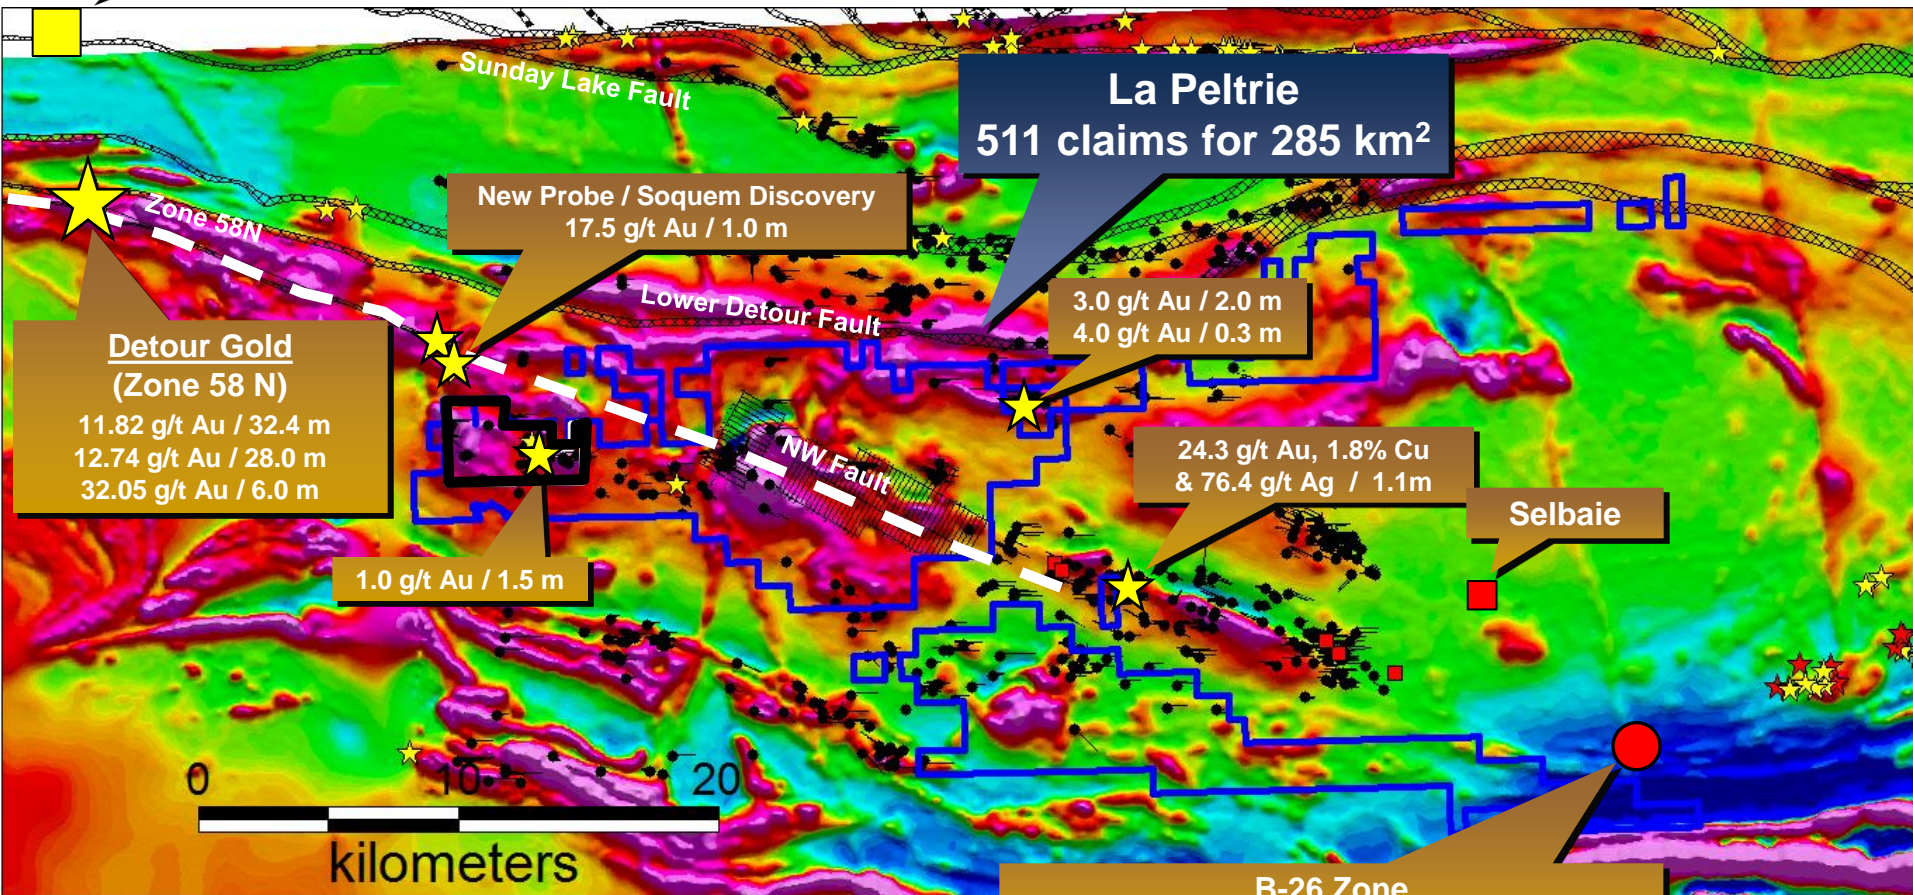 Sunday Lake Fault
La Peltrie
511 claims for 285 km²
New Probe / Soquem Discovery
17.5 g/t Au / 1.0 m
Zone 58N
Lower Detour Fault
3.0 g/t Au / 2.0 m
4.0 g/t Au / 0.3 m
Detour Gold
(Zone 58 N)
11.82 g/t Au / 32.4 m
12.74 g/t Au / 28.0 m
32.05 g/t Au / 6.0 m
NW Fault
24.3 g/t Au, 1.8% Cu
& 76.4 g/t Ag / 1.1m
Selbaie
1.0 g/t Au / 1.5 m
0 10 20
kilometers
B-26 Zone